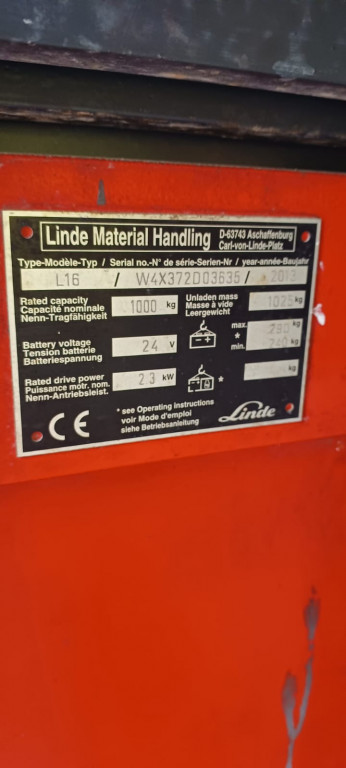 Linde Material Handling
D-63743 Aschaffenburg
Carl-von-Linde-Platz
Type-Modèle-Typ / Serial no.-N° de série-Serien-Nr / year-année-Baujahr
L16 / W4X372D03635 / 2013
Rated capacity
Capacité nominale
Nenn-Tragfähigkeit
1000 kg
Unladen mass
Masse à vide
Leergewicht
1025 kg
Battery voltage
Tension batterie
Batteriespannung
24 V
max. kg
*
min. 240 kg
Rated drive power
Puissance motr. nom.
Nenn-Antriebsleist.
2.3 kW
* kg
CE
* see Operating instructions
voir Mode d'emploi
siehe Betriebsanleitung
Linde